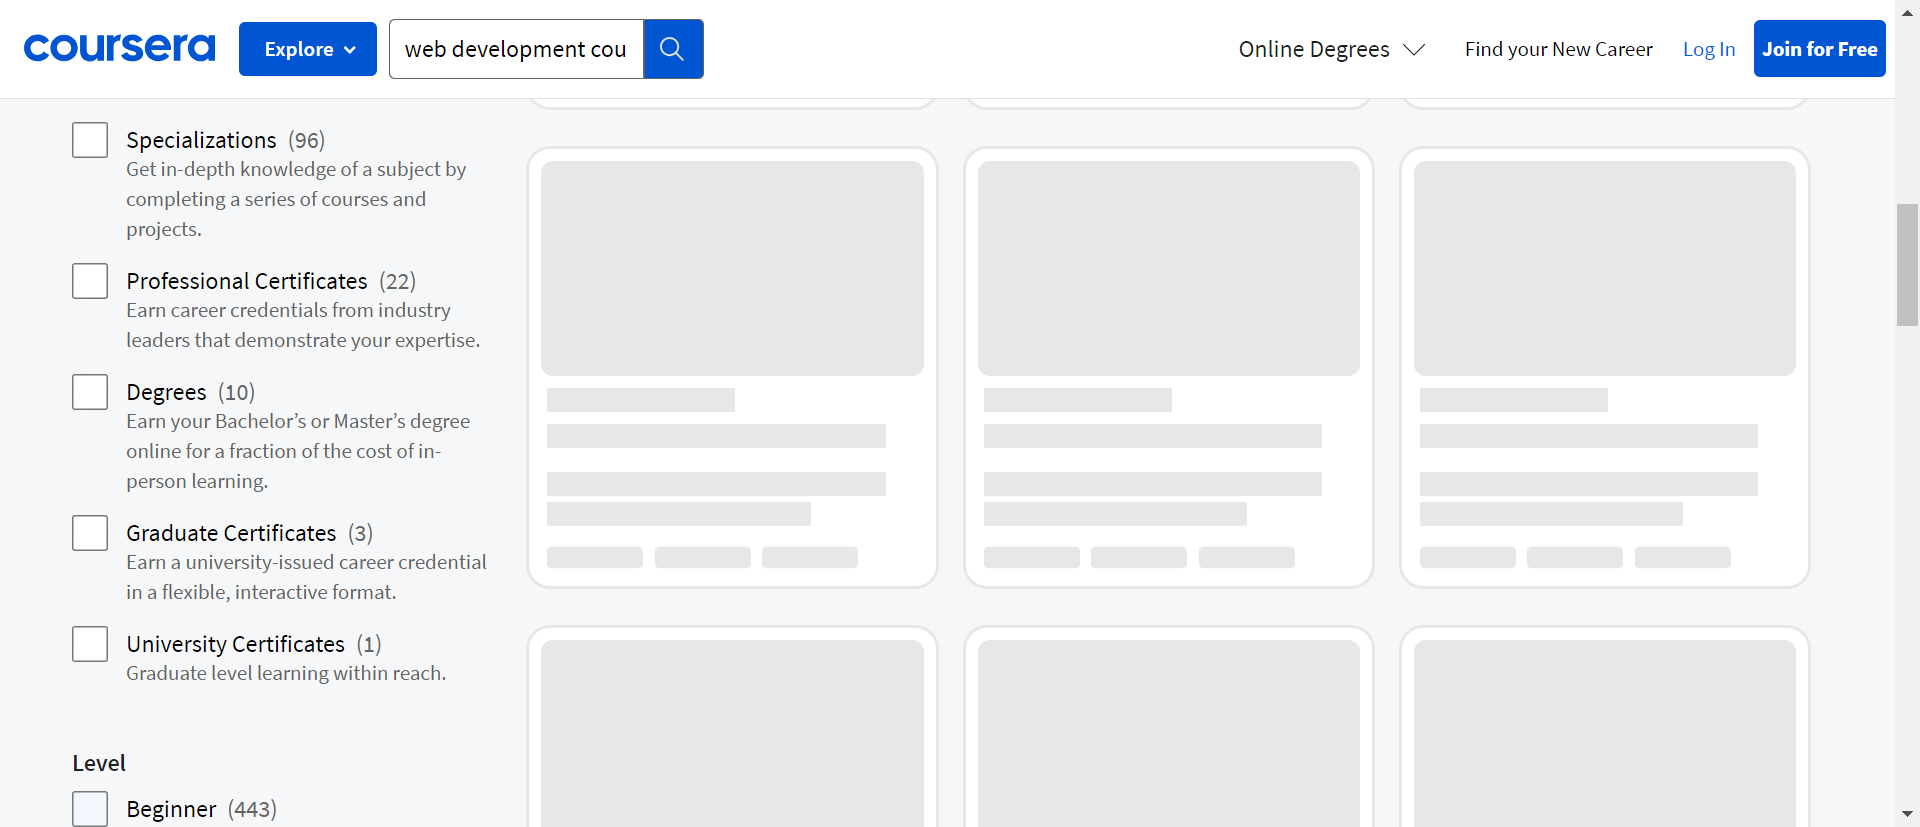 coursera
Explore
web development cou
Online Degrees
Find your New Career
Log In
Join for Free
Specializations (96)
Get in-depth knowledge of a subject by
completing a series of courses and
projects.
Professional Certificates (22)
Earn career credentials from industry
leaders that demonstrate your expertise.
Degrees (10)
Earn your Bachelor’s or Master’s degree
online for a fraction of the cost of in-
person learning.
Graduate Certificates (3)
Earn a university-issued career credential
in a flexible, interactive format.
University Certificates (1)
Graduate level learning within reach.
Level
Beginner (443)